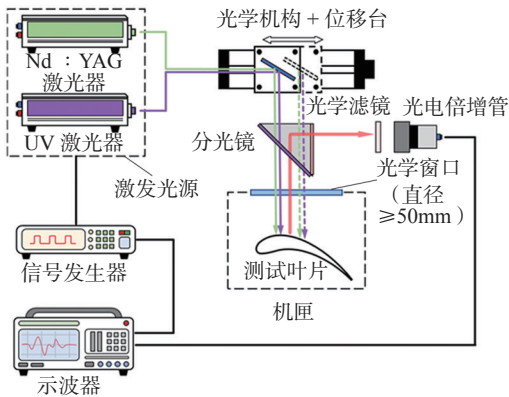 光学机构 + 位移台
Nd ：YAG
激光器
UV 激光器
激发光源
光学滤镜
光电倍增管
分光镜
光学窗口
（直径
≥50mm）
信号发生器
测试叶片
机匣
示波器